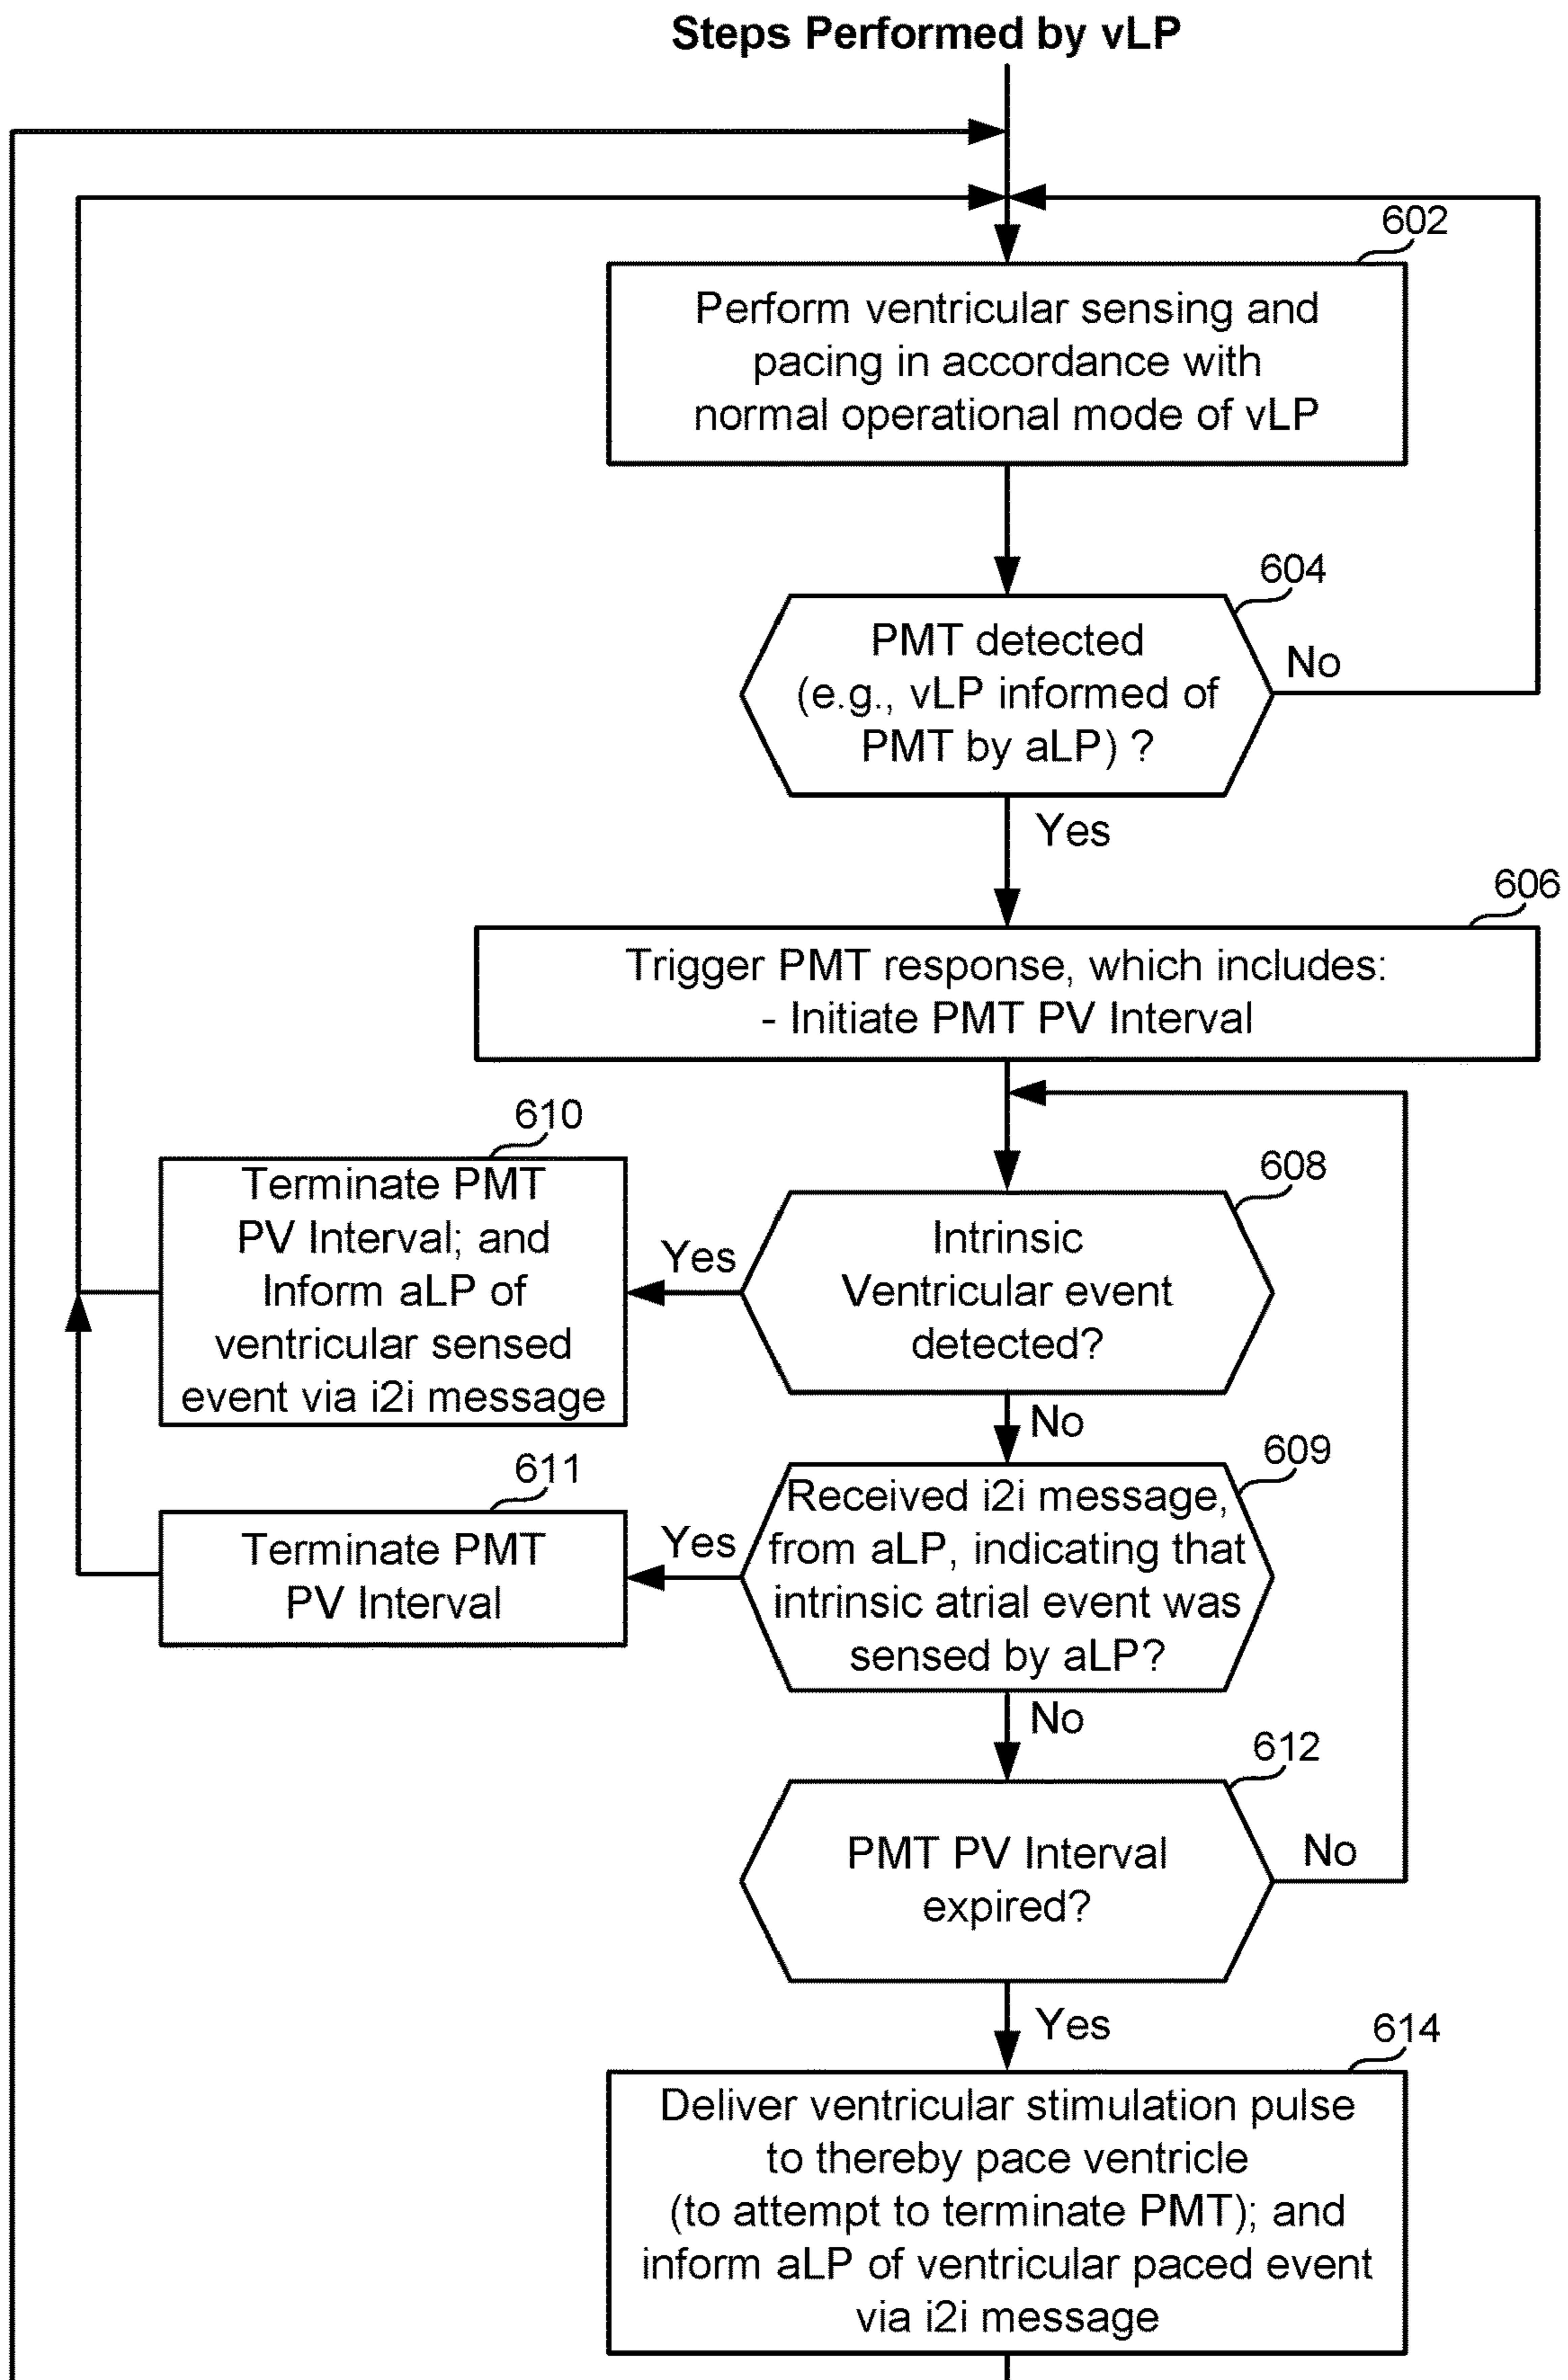 Steps Performed by vLP
602
Perform ventricular sensing and
pacing in accordance with
normal operational mode of vLP
604
PMT detected
(e.g., vLP informed of
PMT by aLP) ?
No
Yes
606
Trigger PMT response, which includes:
- Initiate PMT PV Interval
610
Terminate PMT
PV Interval; and
Inform aLP of
ventricular sensed
event via i2i message
Yes
608
Intrinsic
Ventricular event
detected?
No
611
Terminate PMT
PV Interval
Yes
609
Received i2i message,
from aLP, indicating that
intrinsic atrial event was
sensed by aLP?
No
612
PMT PV Interval
expired?
No
Yes
614
Deliver ventricular stimulation pulse
to thereby pace ventricle
(to attempt to terminate PMT); and
inform aLP of ventricular paced event
via i2i message